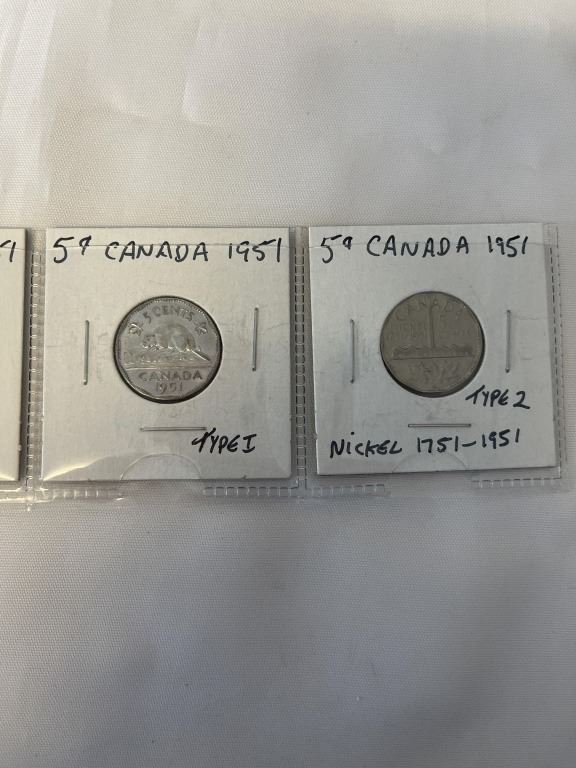 5¢ CANADA 1951
5 CENTS
CANADA
1951
TYPE I
5¢ CANADA 1951
CANADA
TYPE 2
NICKEL 1751-1951